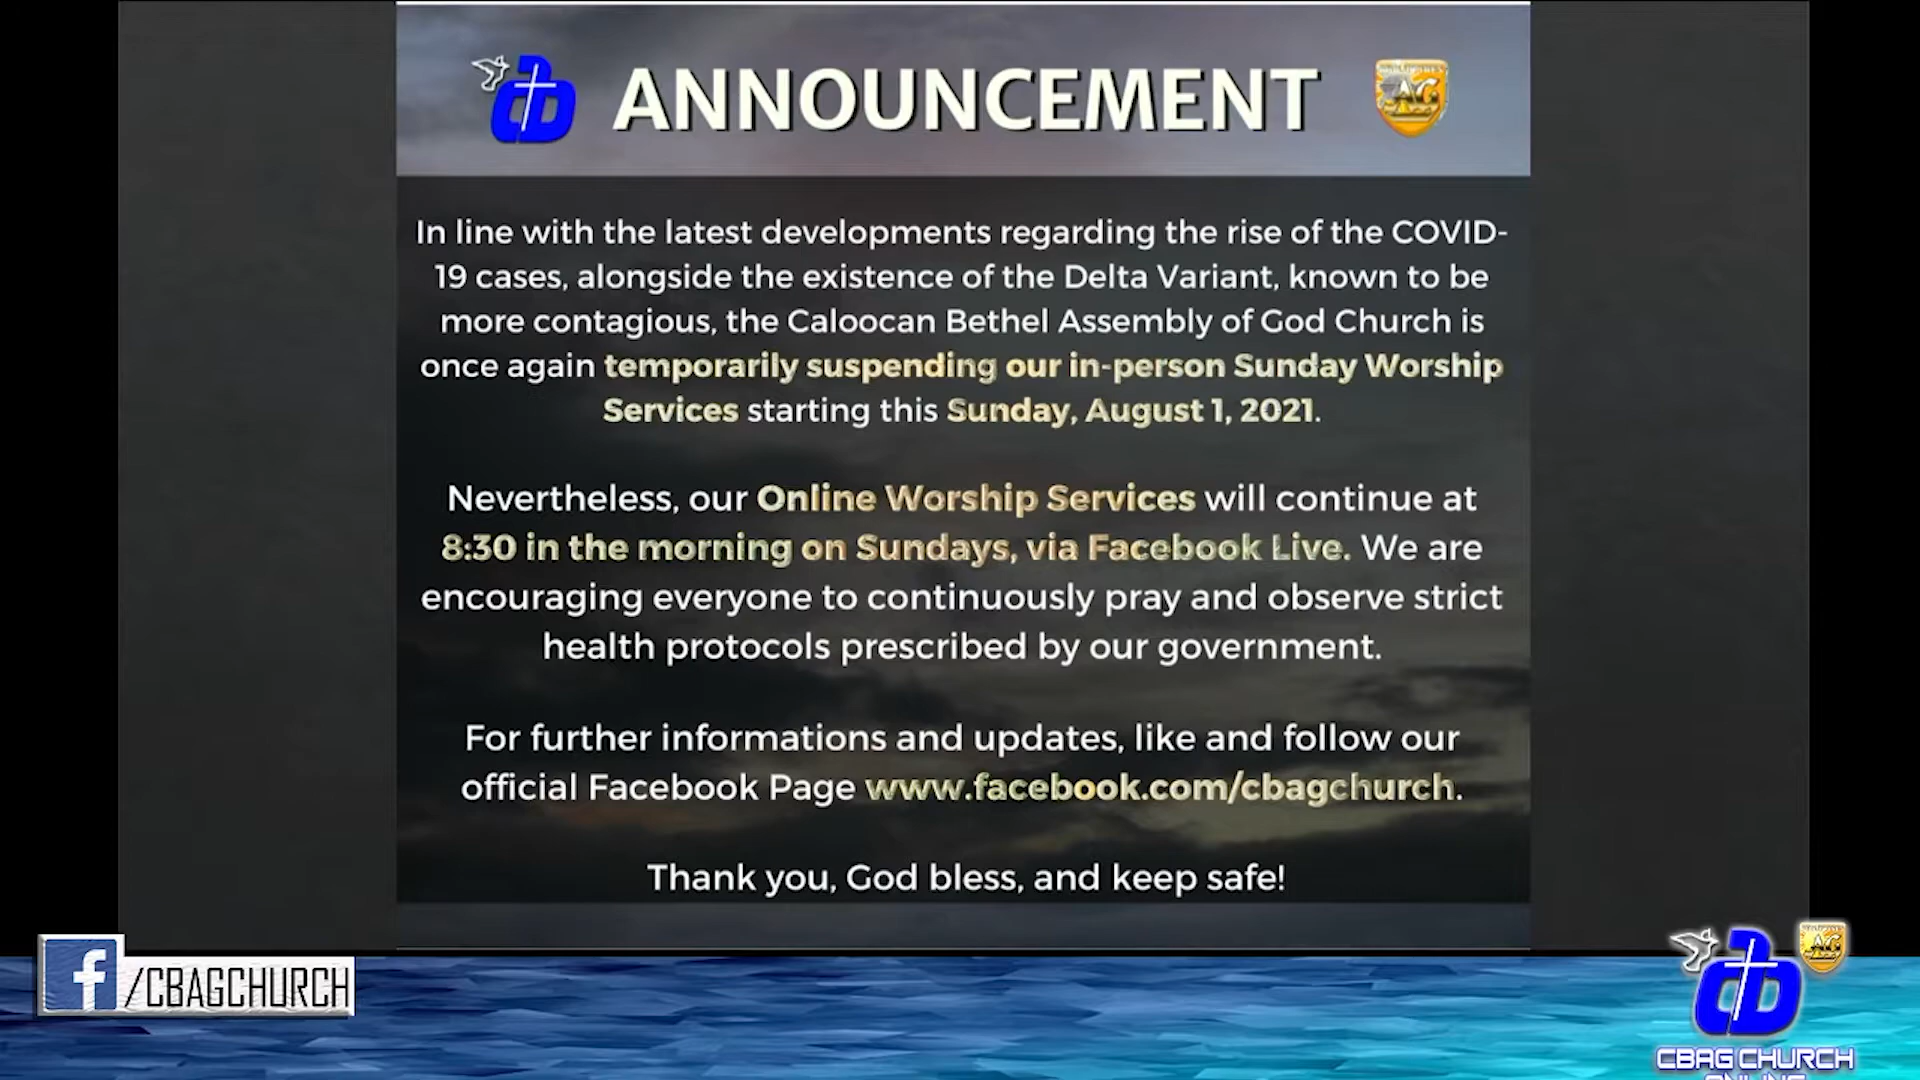 ANNOUNCEMENT
AG
In line with the latest developments regarding the rise of the COVID-
19 cases, alongside the existence of the Delta Variant, known to be
more contagious, the Caloocan Bethel Assembly of God Church is
once again temporarily suspending our in-person Sunday Worship
Services starting this Sunday, August 1, 2021.
Nevertheless, our Online Worship Services will continue at
8:30 in the morning on Sundays, via Facebook Live. We are
encouraging everyone to continuously pray and observe strict
health protocols prescribed by our government.
For further informations and updates, like and follow our
official Facebook Page www.facebook.com/cbagchurch.
Thank you, God bless, and keep safe!
f /CBAGCHURCH
AG
CBAG CHURCH
ONLINE